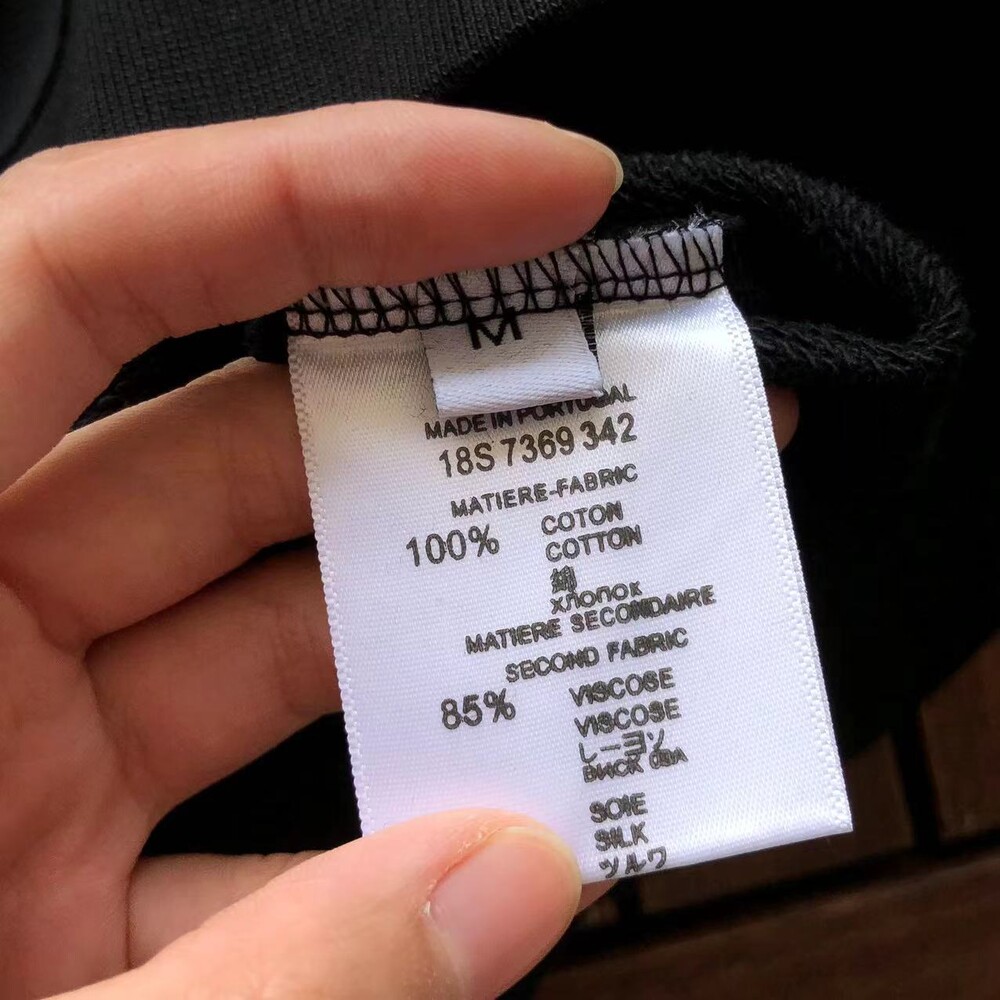 M
MADE IN PORTUGAL
18S 7369 342
MATIERE-FABRIC
100% COTON
COTTON
綿
хлопок
MATIERE SECONDAIRE
SECOND FABRIC
85% VISCOSE
VISCOSE
レーヨン
SOIE
SILK